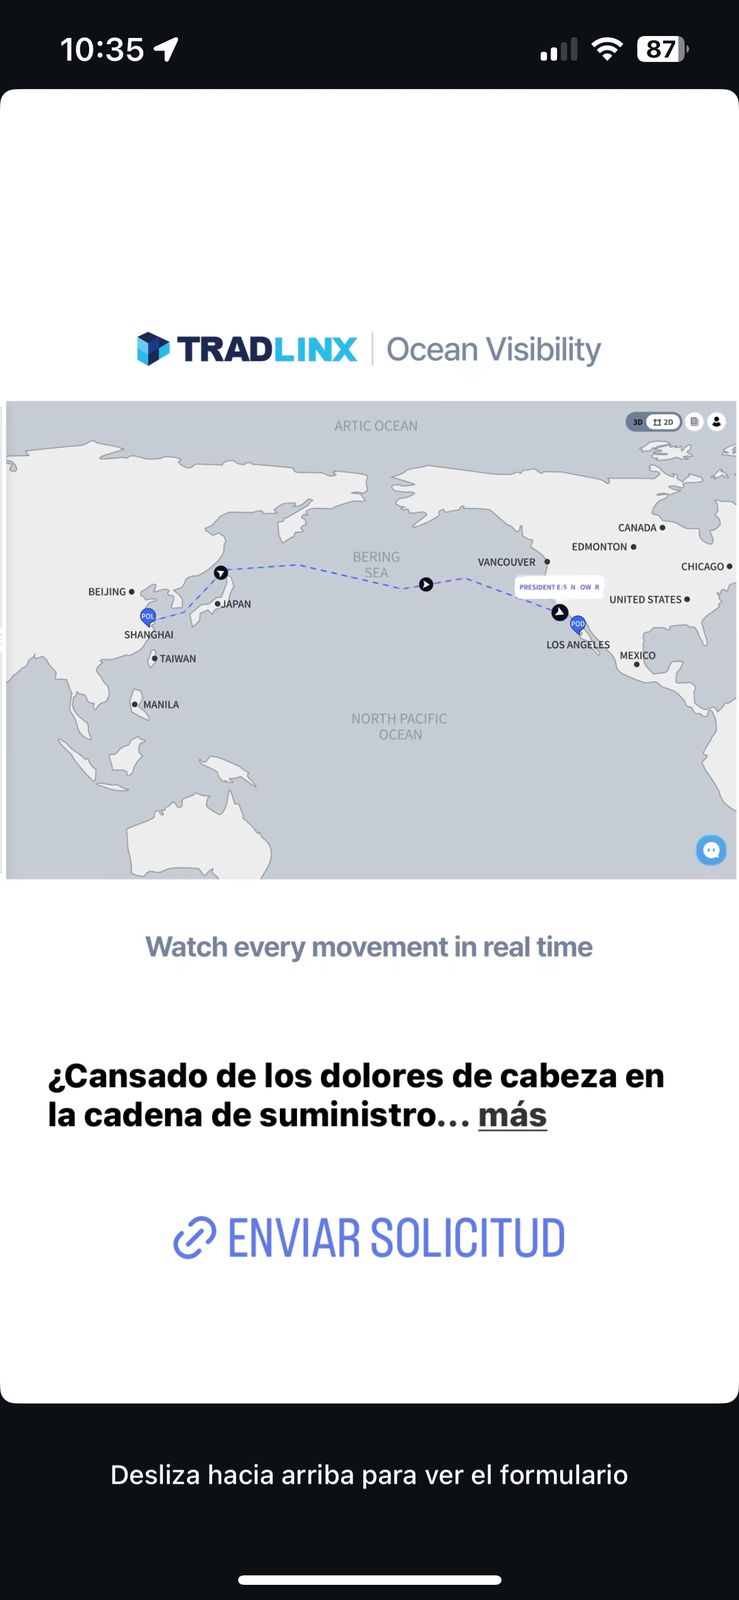 10:35
87
TRADLINX | Ocean Visibility
ARTIC OCEAN
3D 2D
CANADA
EDMONTON
BERING
SEA
VANCOUVER
CHICAGO
BEIJING
JAPAN
UNITED STATES
POL
POD
SHANGHAI
LOS ANGELES
TAIWAN
MEXICO
MANILA
NORTH PACIFIC
OCEAN
Watch every movement in real time
¿Cansado de los dolores de cabeza en
la cadena de suministro... más
ENVIAR SOLICITUD
Desliza hacia arriba para ver el formulario